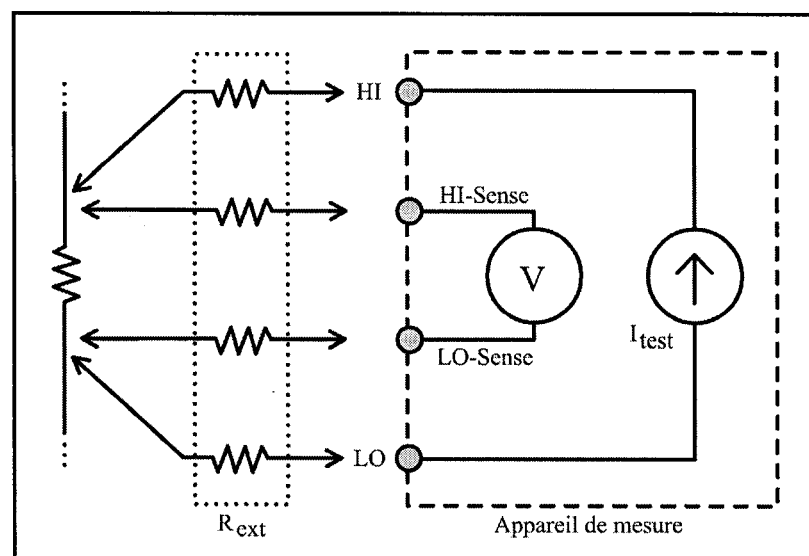 HI
HI-Sense
V
LO-Sense
I test
LO
R ext
Appareil de mesure